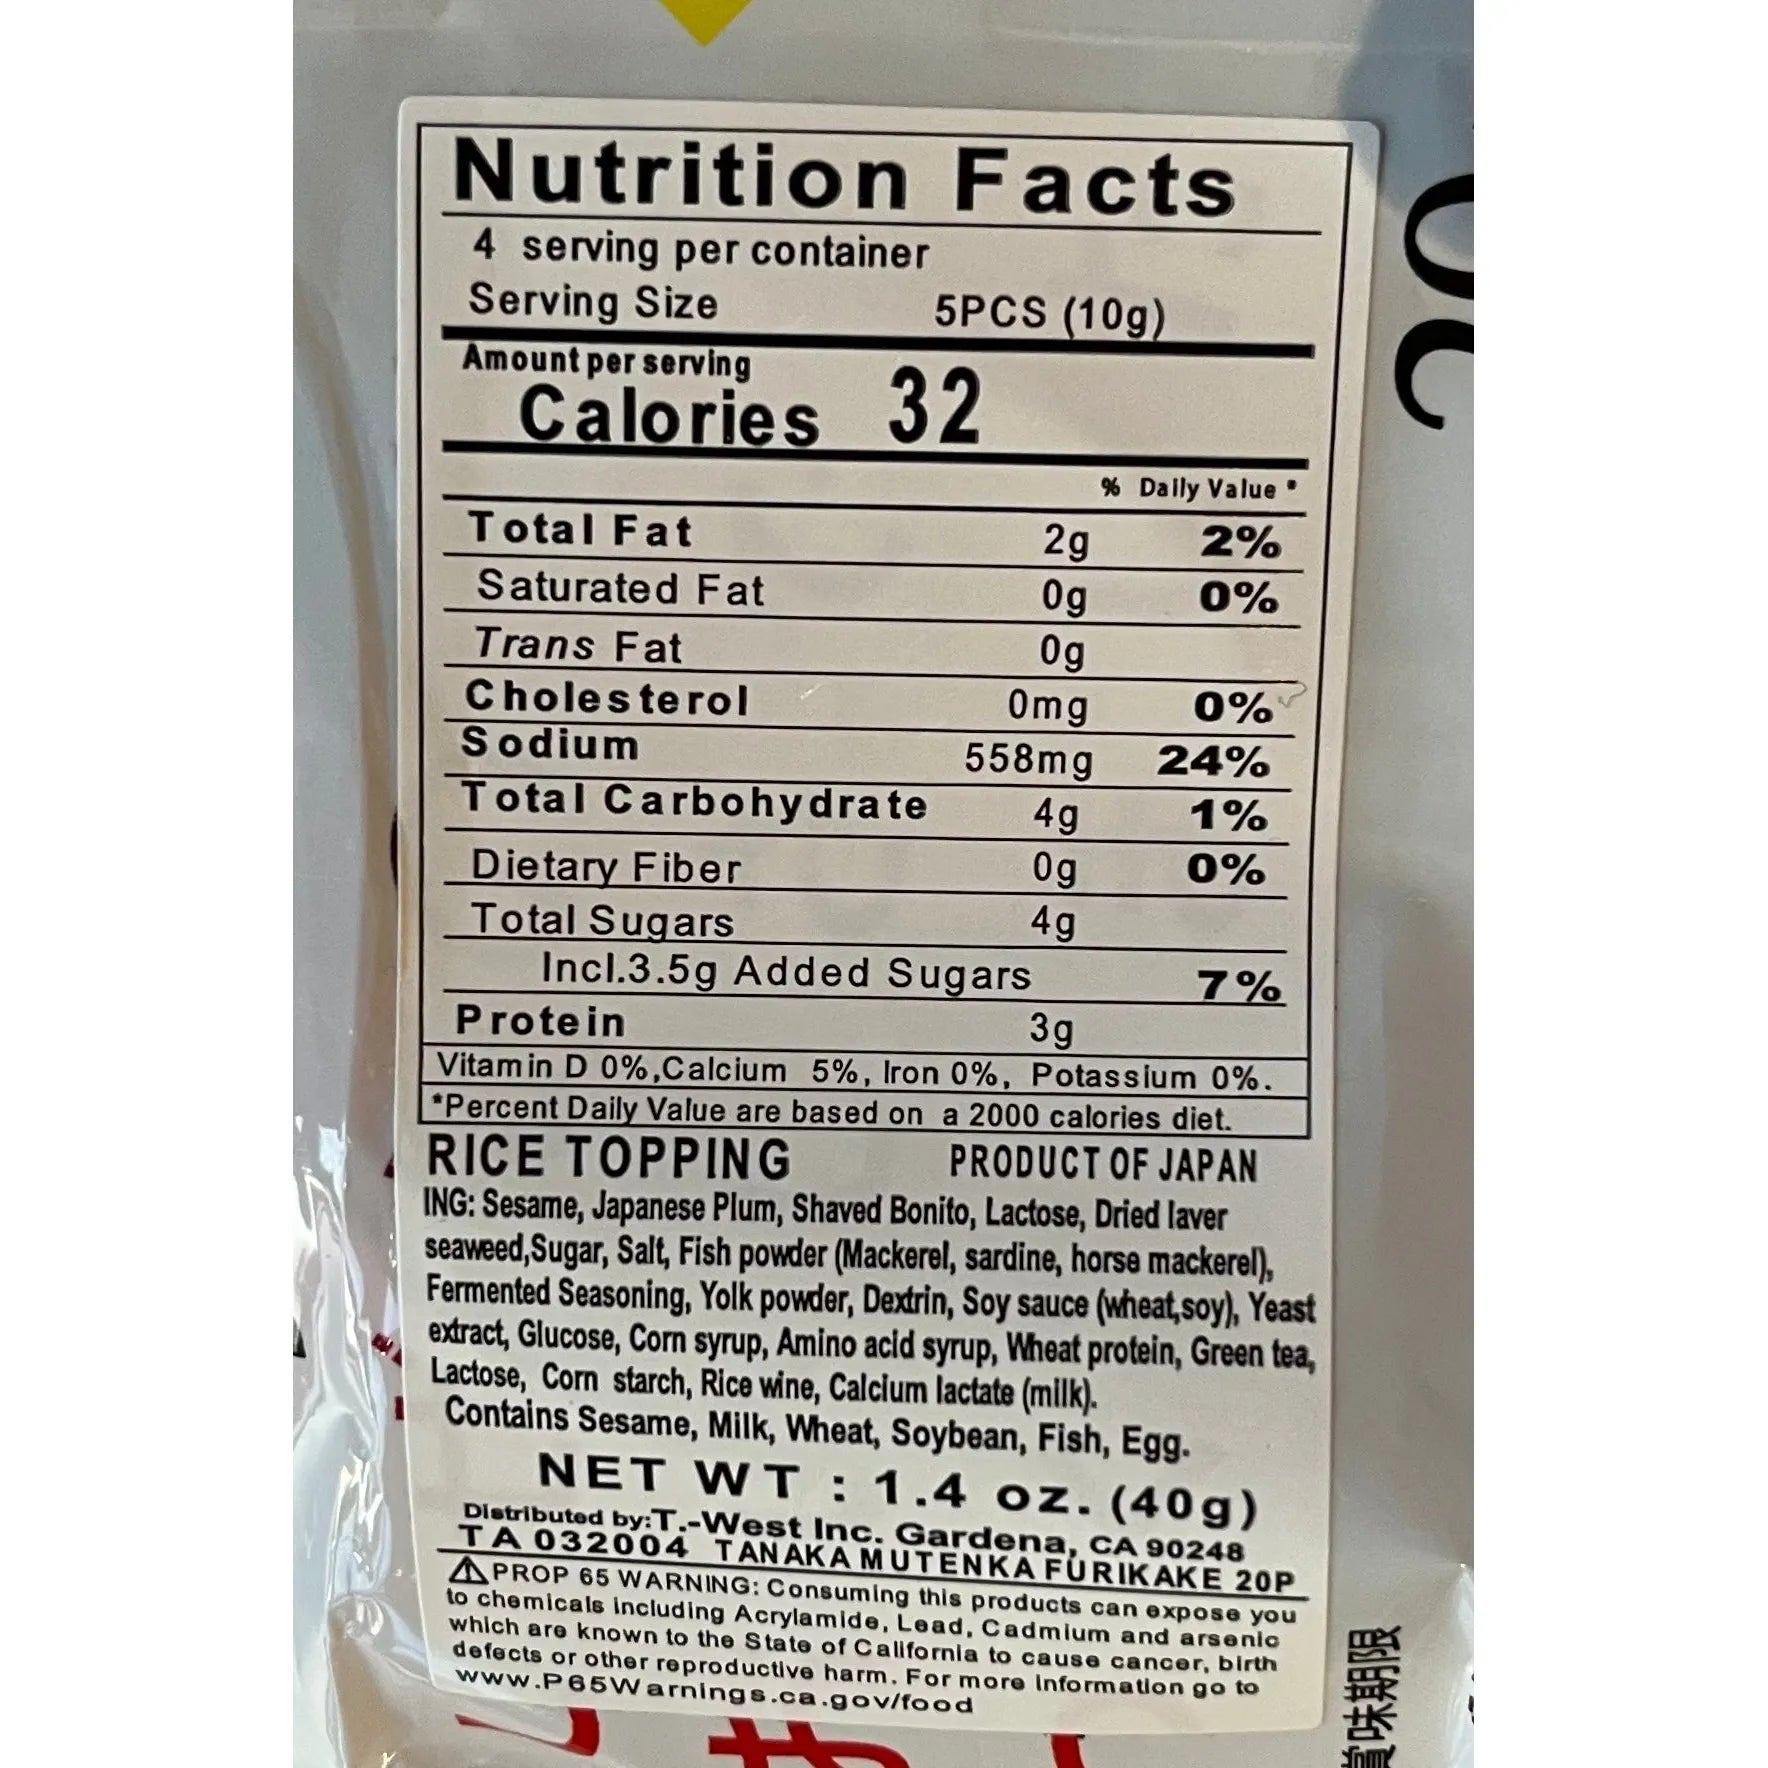 Nutrition Facts
4 serving per container
Serving Size 5PCS (10g)
Amount per serving
Calories 32
% Daily Value *
Total Fat 2g 2%
Saturated Fat 0g 0%
Trans Fat 0g
Cholesterol 0mg 0%
Sodium 558mg 24%
Total Carbohydrate 4g 1%
Dietary Fiber 0g 0%
Total Sugars 4g
Incl.3.5g Added Sugars 7%
Protein 3g
Vitamin D 0%,Calcium 5%, Iron 0%, Potassium 0%.
*Percent Daily Value are based on a 2000 calories diet.
RICE TOPPING PRODUCT OF JAPAN
ING: Sesame, Japanese Plum, Shaved Bonito, Lactose, Dried laver
seaweed,Sugar, Salt, Fish powder (Mackerel, sardine, horse mackerel),
Fermented Seasoning, Yolk powder, Dextrin, Soy sauce (wheat,soy), Yeast
extract, Glucose, Corn syrup, Amino acid syrup, Wheat protein, Green tea,
Lactose, Corn starch, Rice wine, Calcium lactate (milk).
Contains Sesame, Milk, Wheat, Soybean, Fish, Egg.
NET WT : 1.4 oz. (40g)
Distributed by:T.-West Inc. Gardena, CA 90248
TA 032004 TANAKA MUTENKA FURIKAKE 20P
⚠PROP 65 WARNING: Consuming this products can expose you
to chemicals including Acrylamide, Lead, Cadmium and arsenic
which are known to the State of California to cause cancer, birth
defects or other reproductive harm. For more information go to
www.P65Warnings.ca.gov/food
賞味期限